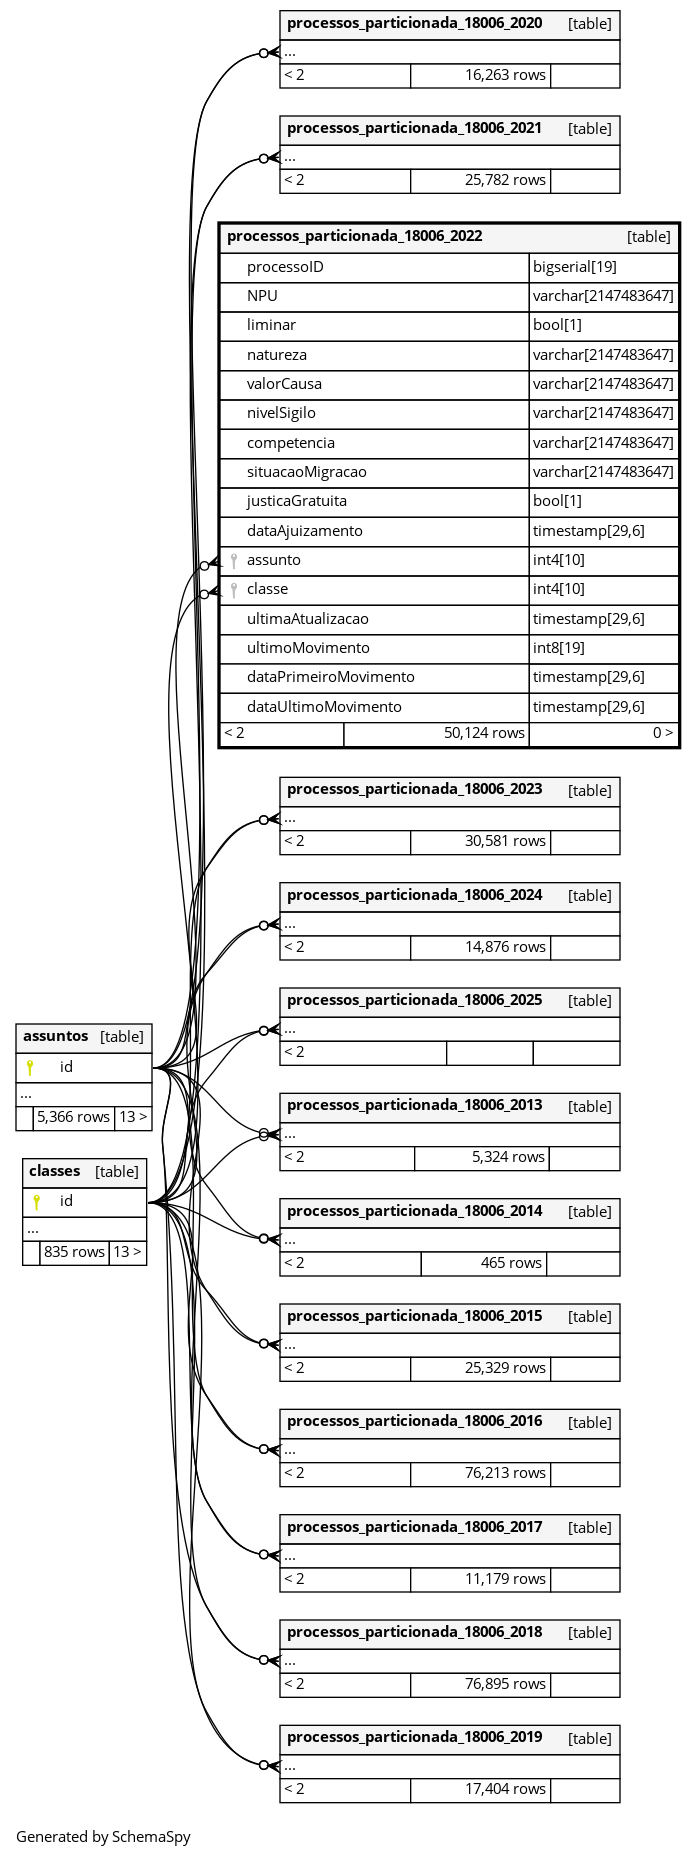 processos_particionada_18006_2020 [table]
...
< 2 16,263 rows
processos_particionada_18006_2021 [table]
...
< 2 25,782 rows
processos_particionada_18006_2022 [table]
processoID bigserial[19]
NPU varchar[2147483647]
liminar bool[1]
natureza varchar[2147483647]
valorCausa varchar[2147483647]
nivelSigilo varchar[2147483647]
competencia varchar[2147483647]
situacaoMigracao varchar[2147483647]
justicaGratuita bool[1]
dataAjuizamento timestamp[29,6]
assunto int4[10]
classe int4[10]
ultimaAtualizacao timestamp[29,6]
ultimoMovimento int8[19]
dataPrimeiroMovimento timestamp[29,6]
dataUltimoMovimento timestamp[29,6]
< 2 50,124 rows 0 >
processos_particionada_18006_2023 [table]
...
< 2 30,581 rows
processos_particionada_18006_2024 [table]
...
< 2 14,876 rows
processos_particionada_18006_2025 [table]
...
< 2
assuntos [table]
id
...
5,366 rows 13 >
processos_particionada_18006_2013 [table]
...
< 2 5,324 rows
classes [table]
id
...
835 rows 13 >
processos_particionada_18006_2014 [table]
...
< 2 465 rows
processos_particionada_18006_2015 [table]
...
< 2 25,329 rows
processos_particionada_18006_2016 [table]
...
< 2 76,213 rows
processos_particionada_18006_2017 [table]
...
< 2 11,179 rows
processos_particionada_18006_2018 [table]
...
< 2 76,895 rows
processos_particionada_18006_2019 [table]
...
< 2 17,404 rows
Generated by SchemaSpy